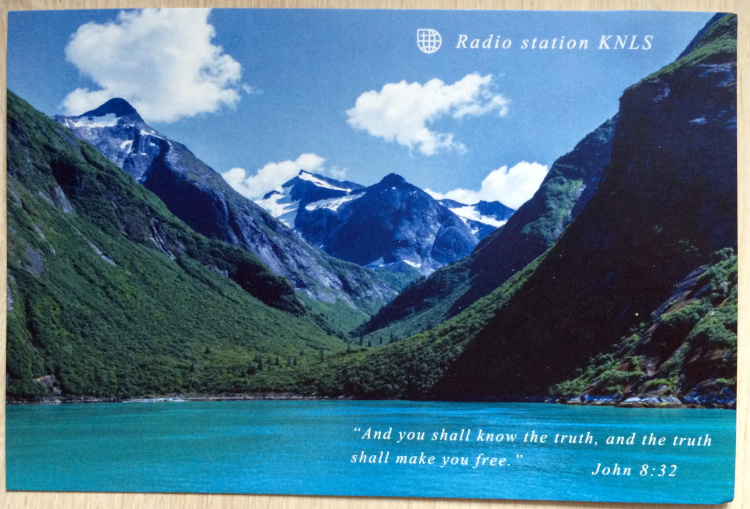 Radio station KNLS
“And you shall know the truth, and the truth
shall make you free.”
John 8:32